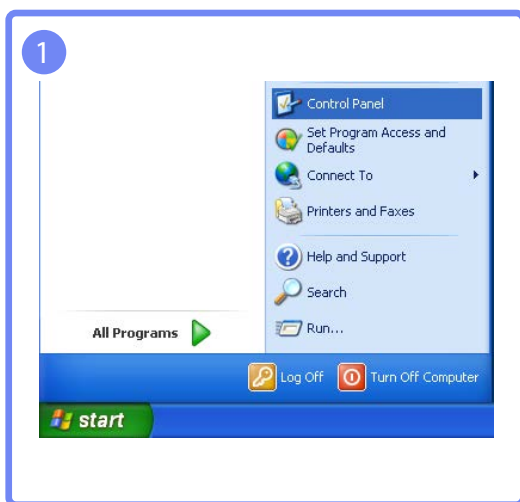 1
Control Panel
Set Program Access and
Defaults
Connect To
Printers and Faxes
Help and Support
Search
Run...
All Programs
Log Off
Turn Off Computer
start